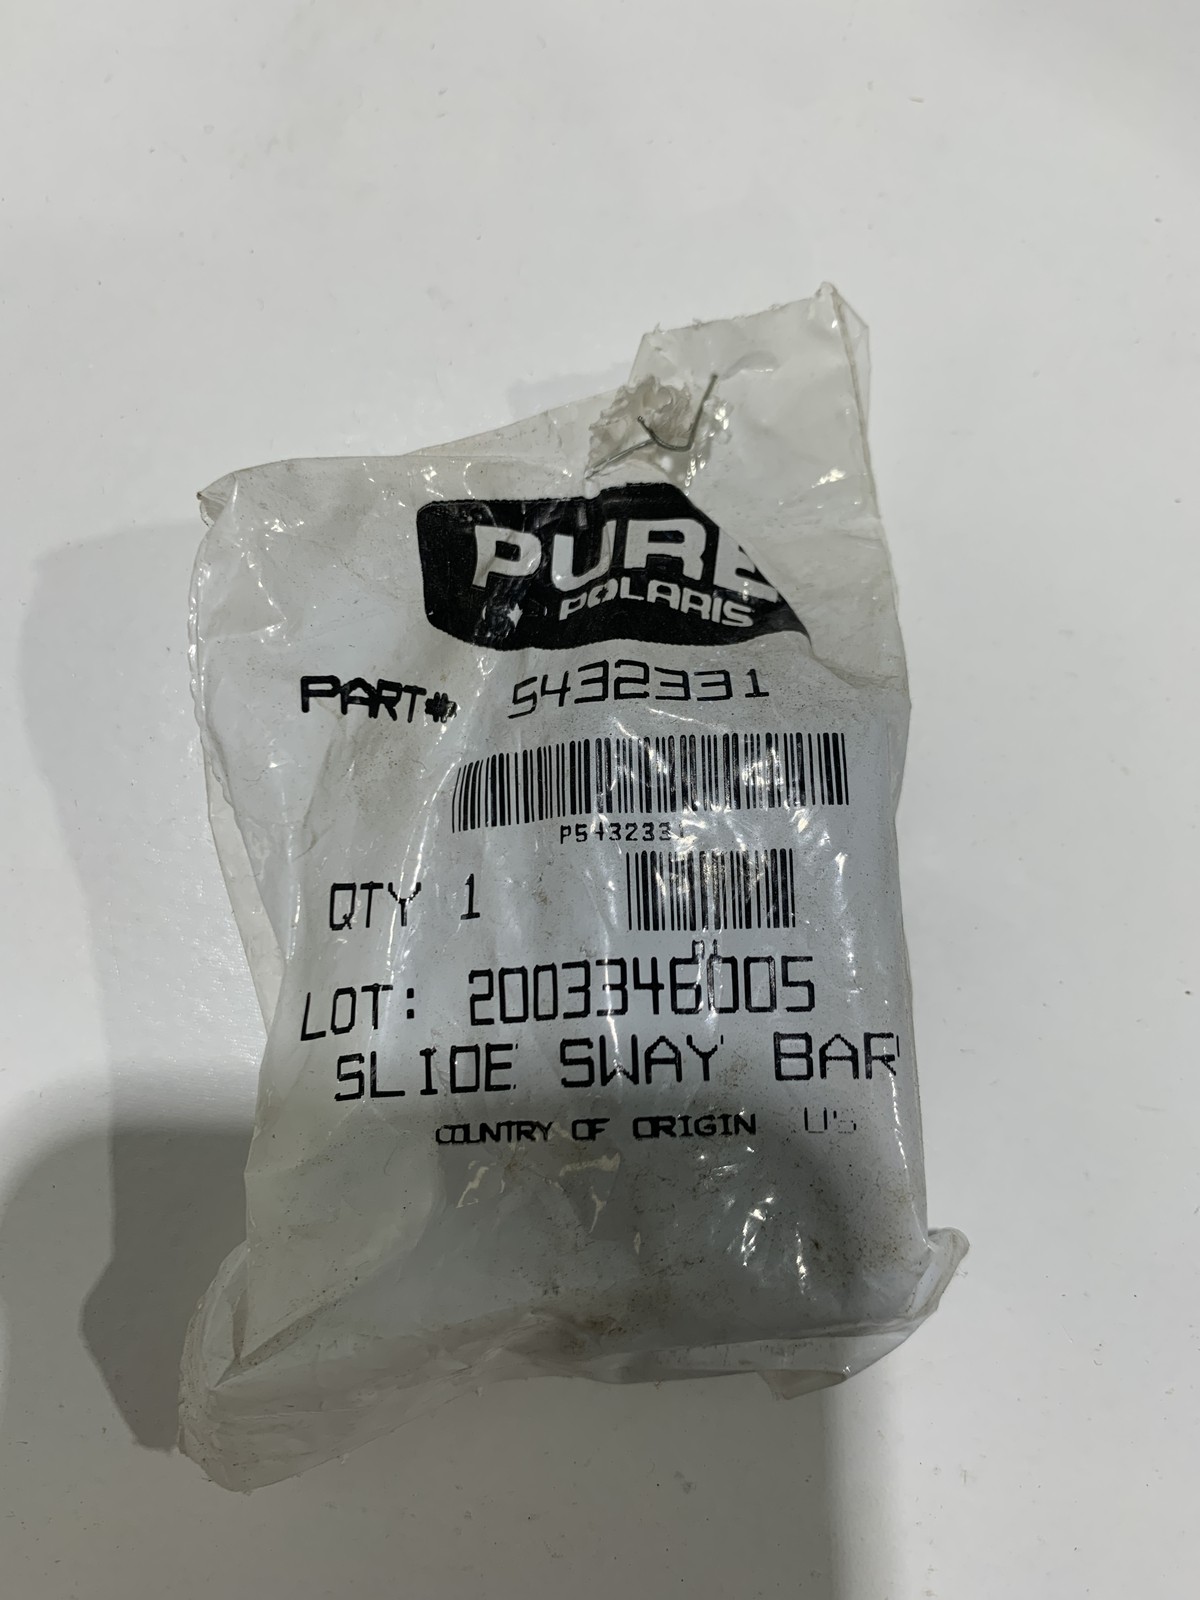 PURE
POLARIS
PART# 5432331
P5432331
QTY 1
LOT: 2003346005
SLIDE SWAY BAR
COUNTRY OF ORIGIN US